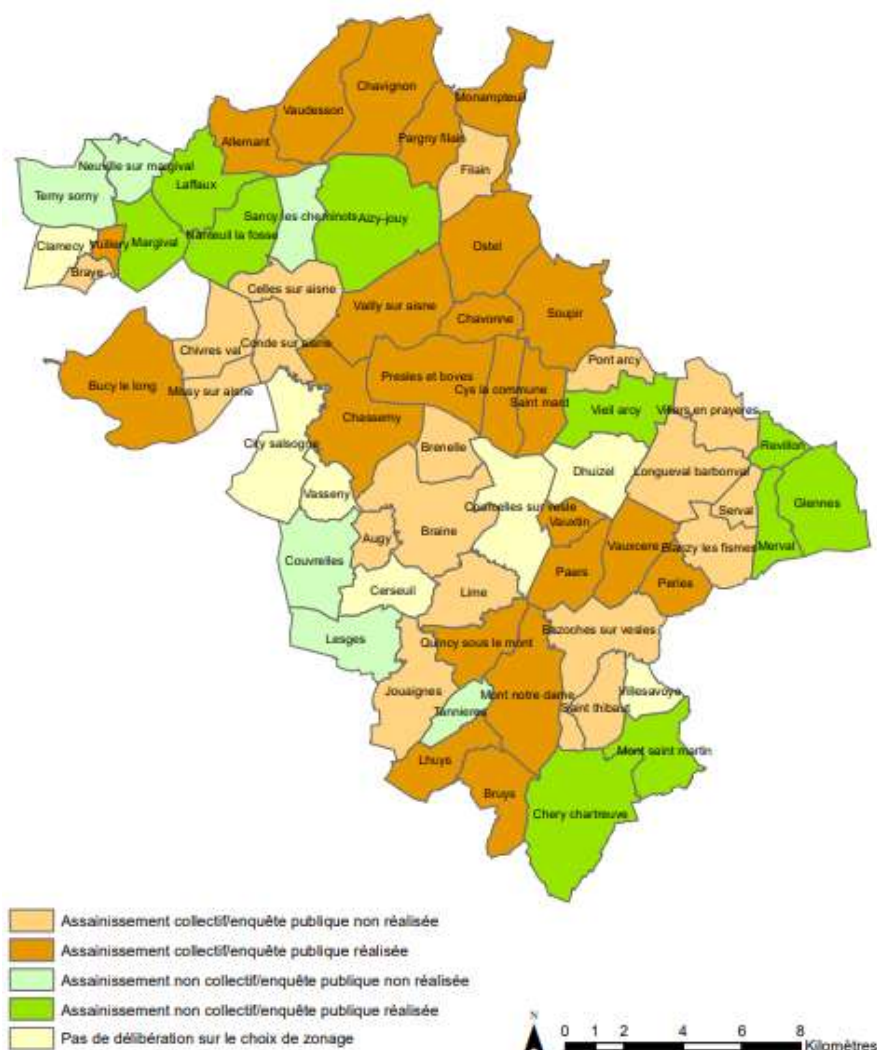 Chavignon
Monampteuil
Vaudesson
Allemant
Pargny filain
Filain
Neuville sur margival
Laffaux
Terny sorny
Sancy les cheminots
Aizy-jouy
Nanteuil la fosse
Margival
Clamecy
Vuillery
Braye
Ostel
Celles sur aisne
Vailly sur aisne
Chavonne
Soupir
Chivres val
Conde sur aisne
Pont arcy
Bucy le long
Missy sur aisne
Presles et boves
Cys la commune
Saint mard
Chassemy
Vieil arcy
Villers en prayeres
City salsogne
Brenelle
Revillon
Dhuizel
Longueval barbonval
Vasseny
Glennes
Courcelles sur vesle
Serval
Vauxtin
Braine
Augy
Vauxcere
Blanzy les fismes
Merval
Couvrelles
Paars
Perles
Cerseuil
Lime
Bazoches sur vesles
Lesges
Quincy sous le mont
Jouaignes
Mont notre dame
Villesavoye
Saint thibaut
Tannieres
Mont saint martin
Lhuys
Bruys
Chery chartreuve
Assainissement collectif/enquête publique non réalisée
Assainissement collectif/enquête publique réalisée
Assainissement non collectif/enquête publique non réalisée
Assainissement non collectif/enquête publique réalisée
Pas de délibération sur le choix de zonage
N
0 1 2 4 6 8
Kilomètres